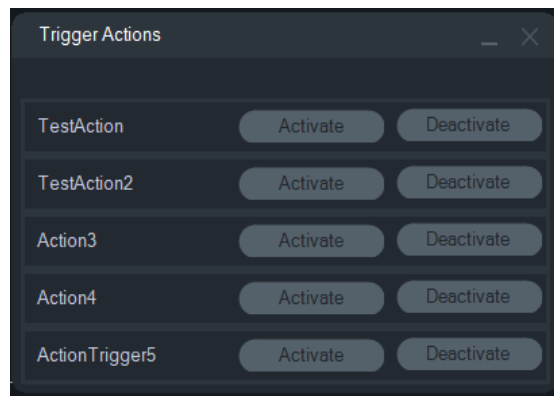 Trigger Actions
TestAction Activate Deactivate
TestAction2 Activate Deactivate
Action3 Activate Deactivate
Action4 Activate Deactivate
ActionTrigger5 Activate Deactivate